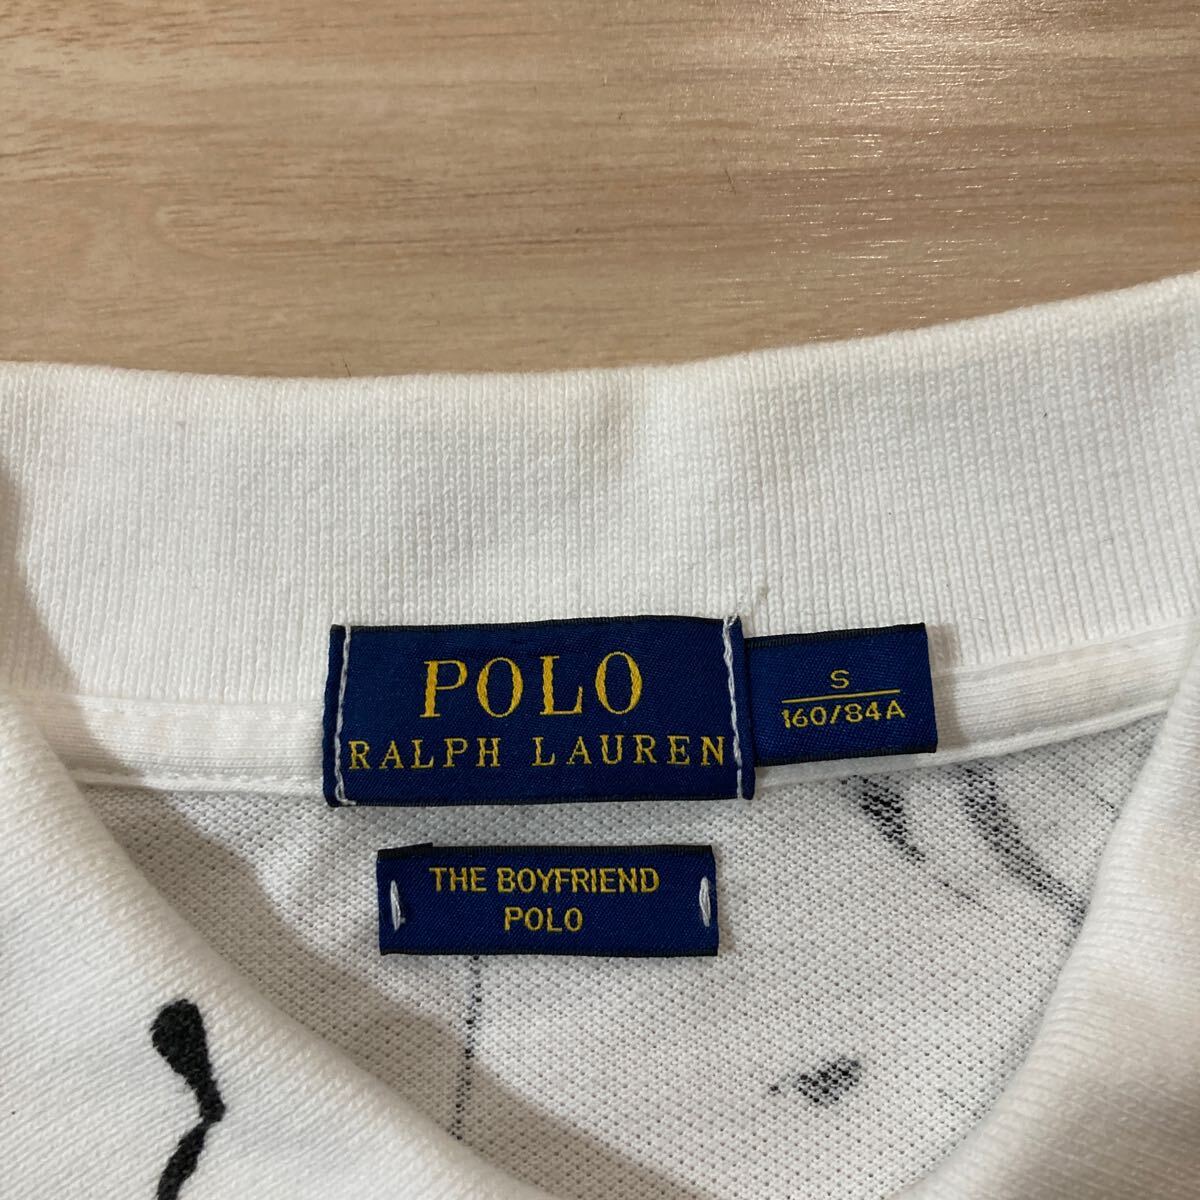 POLO
RALPH LAUREN
S
160/84A
THE BOYFRIEND
POLO